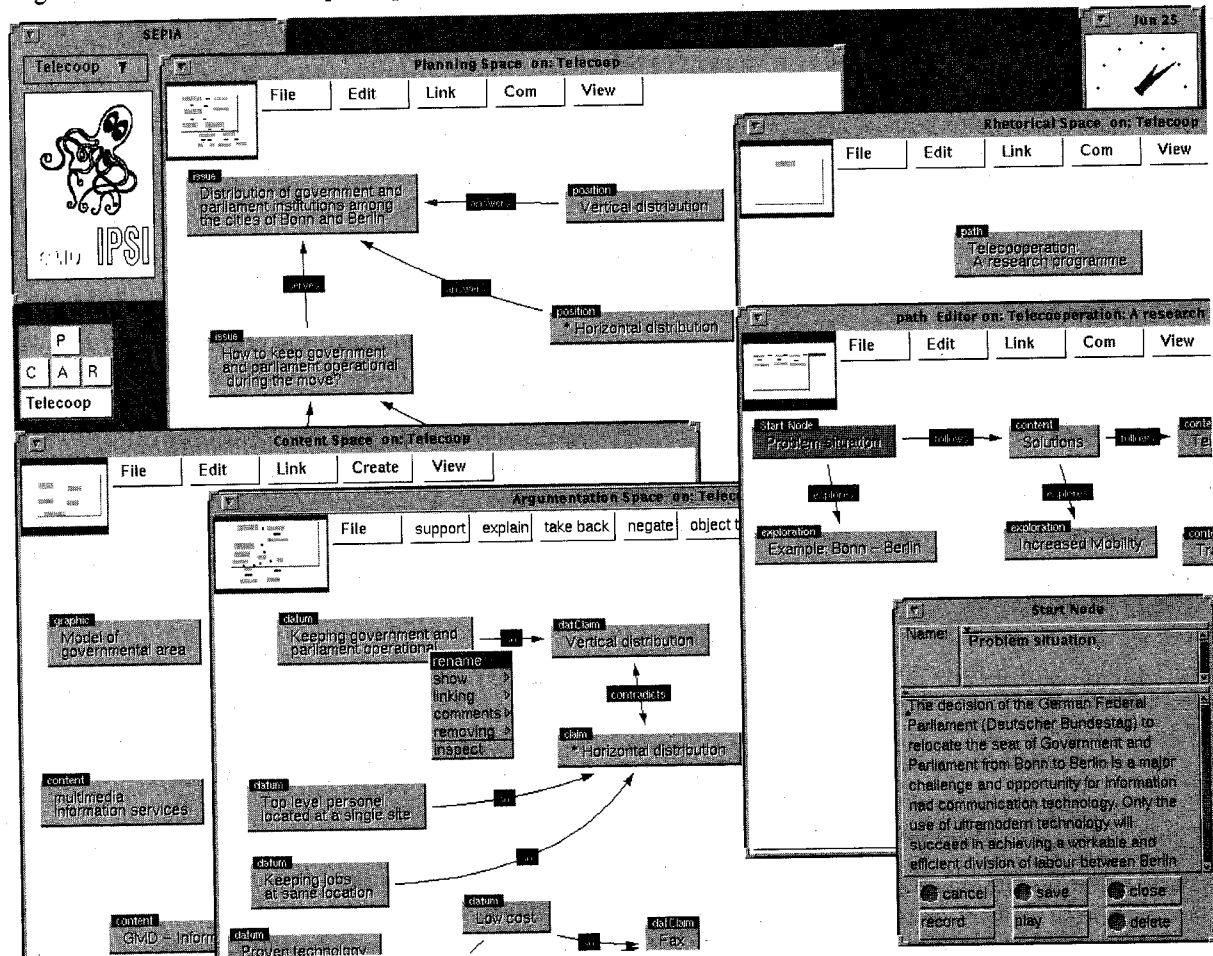 SEPIA
Telecoop
GMD IPSI
P
C A R
Telecoop
Planning Space on: Telecoop
File Edit Link Com View
issue
Distribution of government and
parliament institutions among
the cities of Bonn and Berlin
answers
position
Vertical distribution
serves
answers
position
* Horizontal distribution
issue
How to keep government
and parliament operational
during the move?
Jun 25
Rhetorical Space on: Telecoop
File Edit Link Com View
path
Telecooperation:
A research programme
path Editor on: Telecooperation: A research
File Edit Link Com View
Start Node
Problem situation
follows
content
Solutions
follows
explores
explores
exploration
Example: Bonn – Berlin
exploration
Increased Mobility
Content Space on: Telecoop
File Edit Link Create View
graphic
Model of
governmental area
content
multimedia
information services
content
GMD – Inform
Argumentation Space on: Teleco
File support explain take back negate object t
datum
Keeping government and
parliament operational
so
datClaim
Vertical distribution
rename
show
linking
comments
removing
inspect
contradicts
claim
* Horizontal distribution
datum
Top level personel
located at a single site
so
datum
Keeping jobs
at same location
so
datum
Low cost
so
datClaim
Fax
datum
Proven technology
Start Node
Name: Problem situation
The decision of the German Federal
Parliament (Deutscher Bundestag) to
relocate the seat of Government and
Parliament from Bonn to Berlin is a major
challenge and opportunity for information
nad communication technology. Only the
use of ultramodern technology will
succeed in achieving a workable and
efficient division of labour between Berlin
cancel save close
record play delete